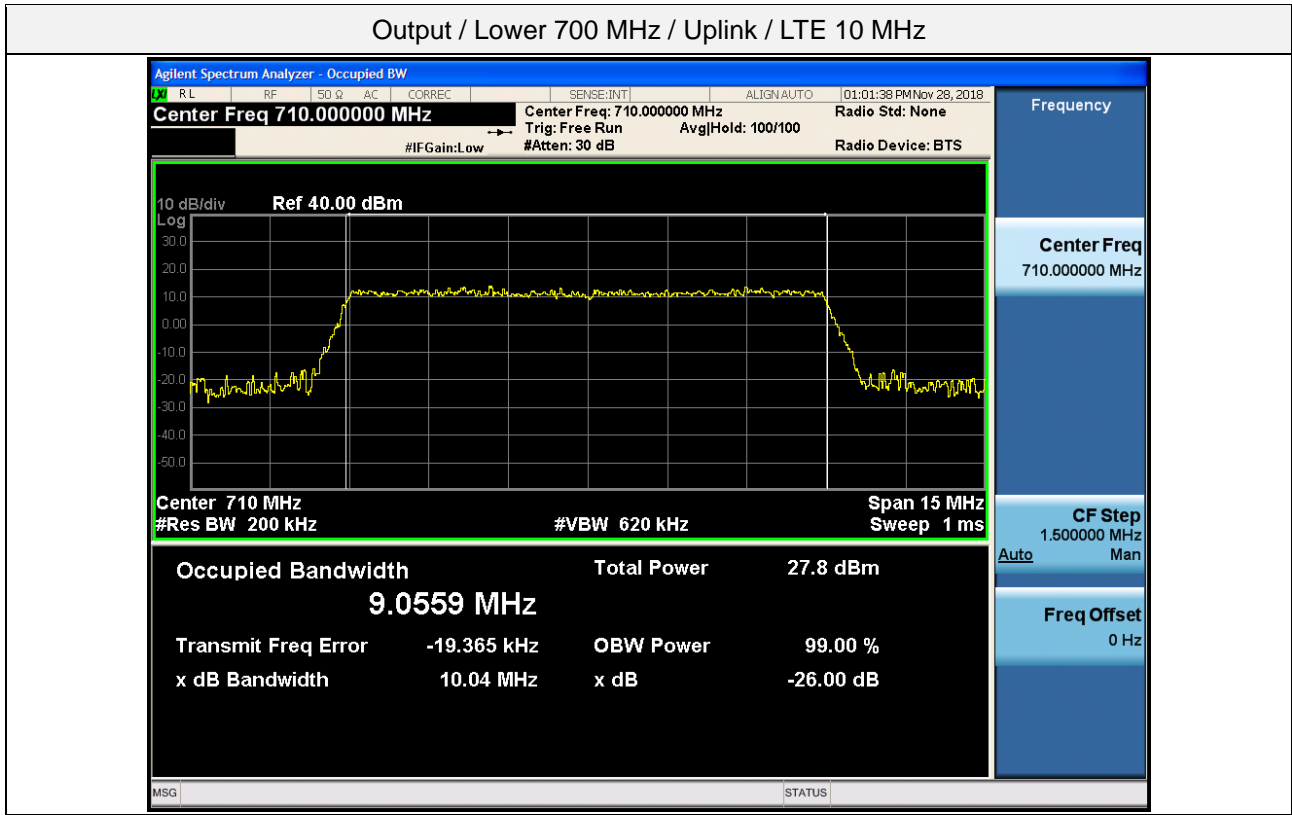 Output / Lower 700 MHz / Uplink / LTE 10 MHz
Agilent Spectrum Analyzer - Occupied BW
LXI RL RF 50 Ω AC CORREC SENSE:INT ALIGN AUTO 01:01:38 PM Nov 28, 2018
Center Freq 710.000000 MHz
Center Freq: 710.000000 MHz Radio Std: None
Trig: Free Run Avg|Hold: 100/100
#IFGain:Low #Atten: 30 dB Radio Device: BTS
10 dB/div Ref 40.00 dBm
Log
30.0
20.0
10.0
0.00
-10.0
-20.0
-30.0
-40.0
-50.0
Center 710 MHz Span 15 MHz
#Res BW 200 kHz #VBW 620 kHz Sweep 1 ms
Occupied Bandwidth Total Power 27.8 dBm
9.0559 MHz
Transmit Freq Error -19.365 kHz OBW Power 99.00 %
x dB Bandwidth 10.04 MHz x dB -26.00 dB
Frequency
Center Freq
710.000000 MHz
CF Step
1.500000 MHz
Auto Man
Freq Offset
0 Hz
MSG STATUS